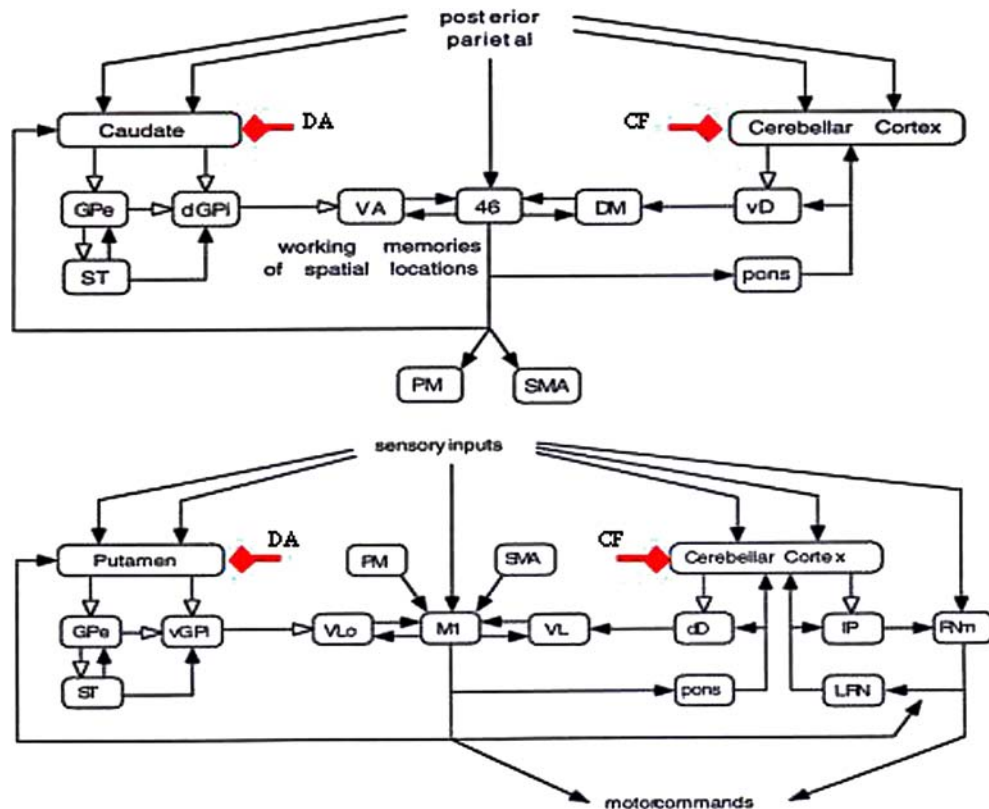 posterior
parietal
Caudate
DA
CF
Cerebellar Cortex
GPe
dGPi
VA
46
DM
vD
working memories
of spatial locations
ST
pons
PM
SMA
sensory inputs
Putamen
DA
PM
SMA
CF
Cerebellar Cortex
GPe
vGPi
VLo
M1
VL
dD
IP
RNm
ST
pons
LRN
motor commands